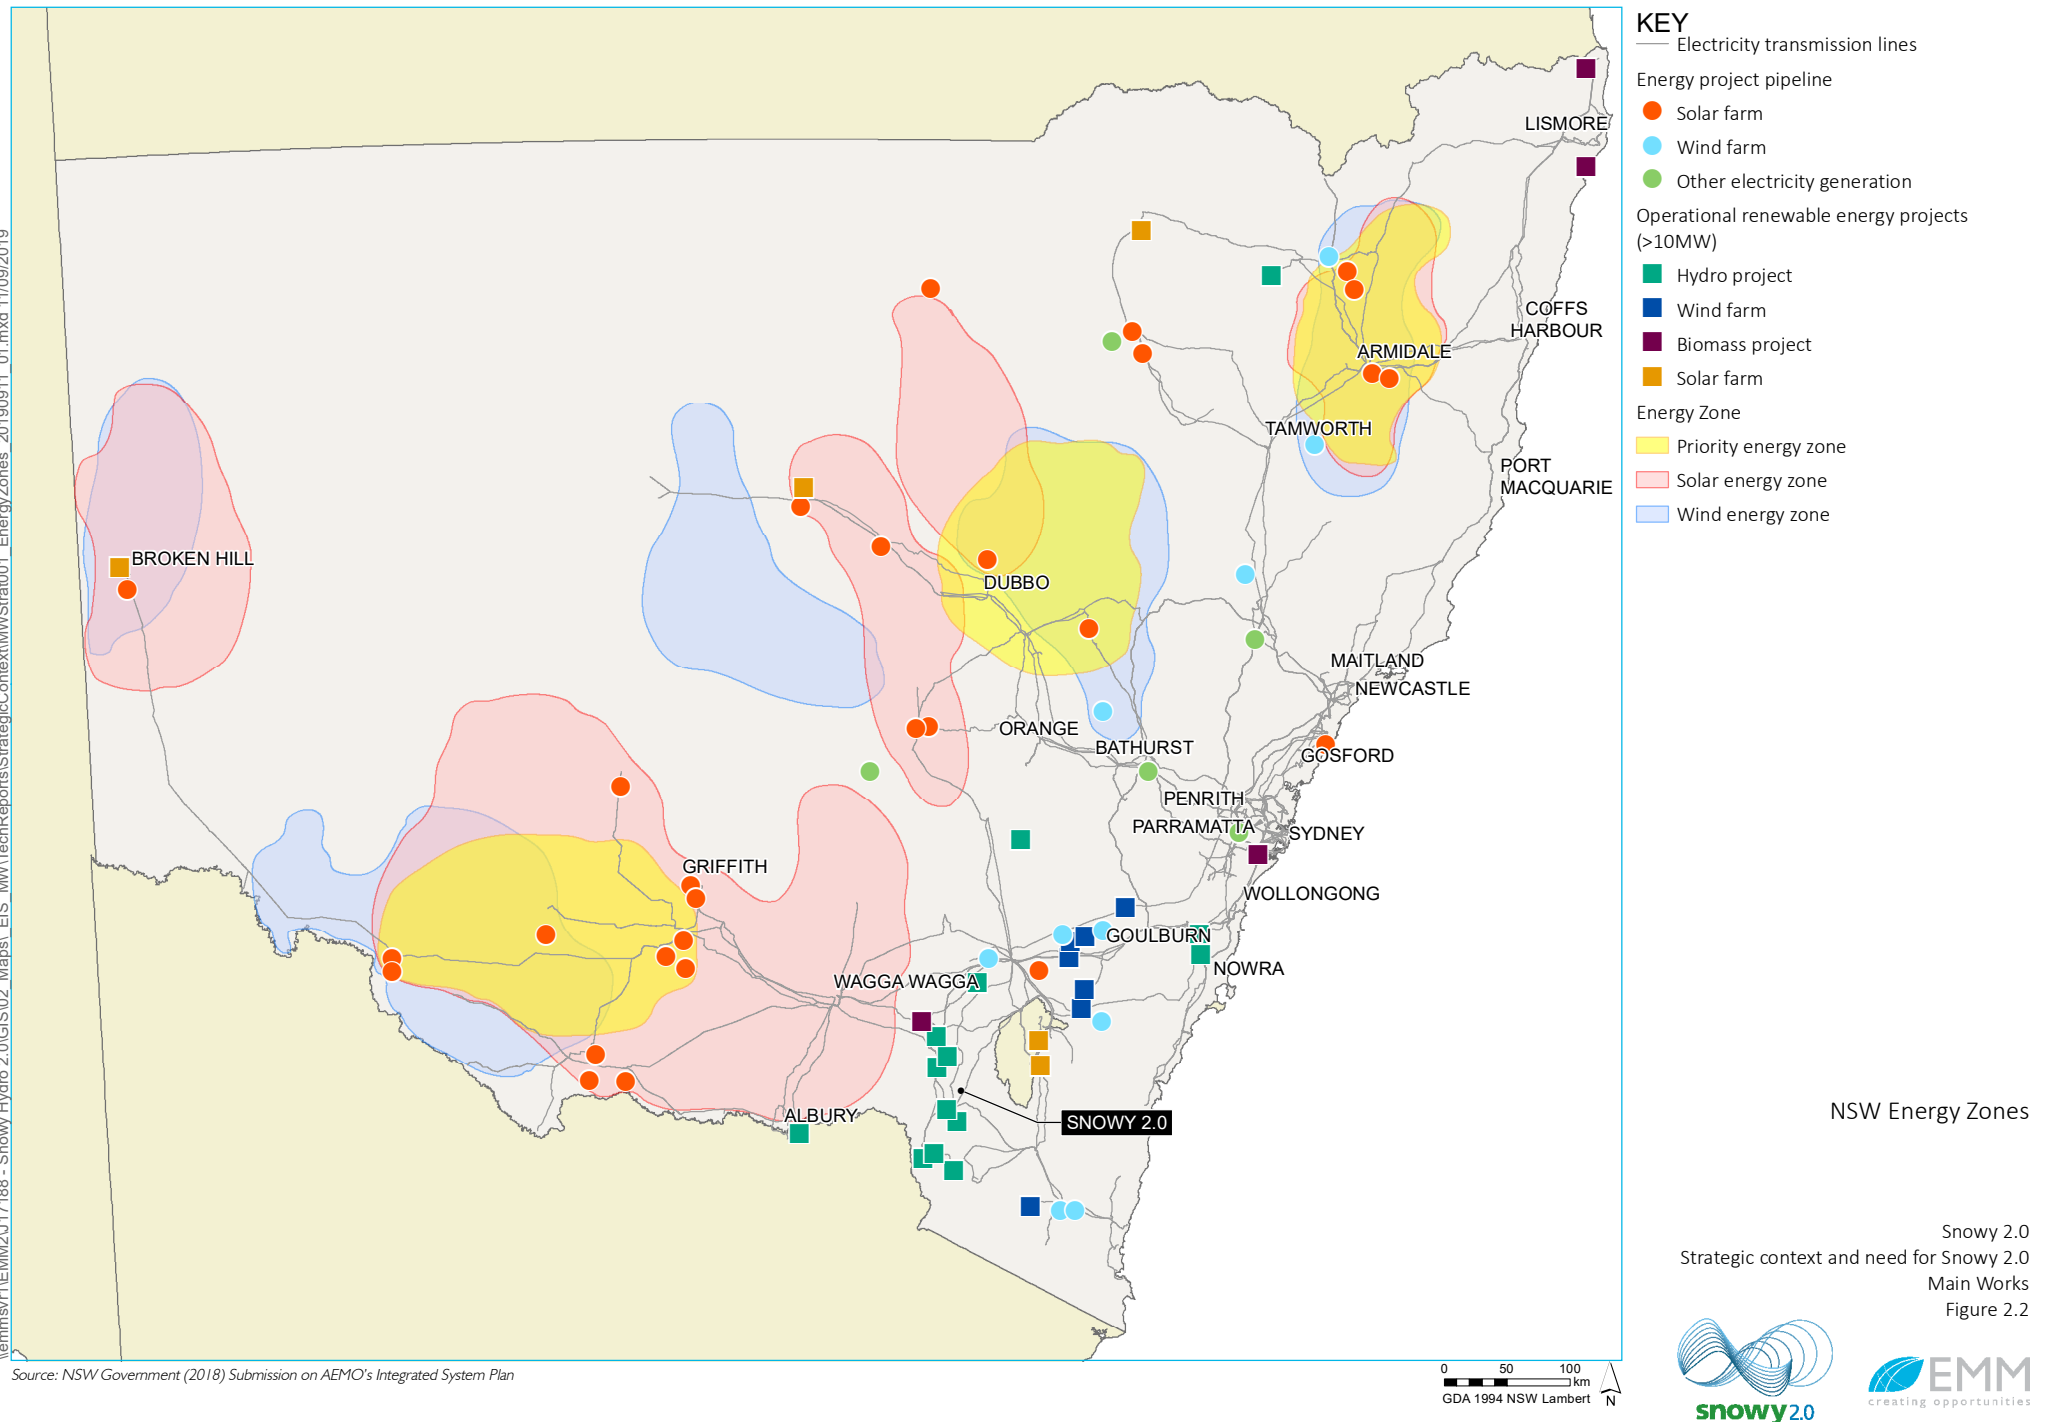 KEY
Electricity transmission lines
Energy project pipeline
Solar farm
Wind farm
Other electricity generation
Operational renewable energy projects
(>10MW)
Hydro project
Wind farm
Biomass project
Solar farm
Energy Zone
Priority energy zone
Solar energy zone
Wind energy zone
LISMORE
COFFS
HARBOUR
ARMIDALE
TAMWORTH
PORT
MACQUARIE
BROKEN HILL
DUBBO
MAITLAND
NEWCASTLE
ORANGE
BATHURST
GOSFORD
PENRITH
PARRAMATTA
SYDNEY
GRIFFITH
WOLLONGONG
GOULBURN
NOWRA
WAGGA WAGGA
ALBURY
SNOWY 2.0
NSW Energy Zones
Snowy 2.0
Strategic context and need for Snowy 2.0
Main Works
Figure 2.2
snowy2.0
EMM
creating opportunities
0 50 100
km
GDA 1994 NSW Lambert
N
Source: NSW Government (2018) Submission on AEMO's Integrated System Plan